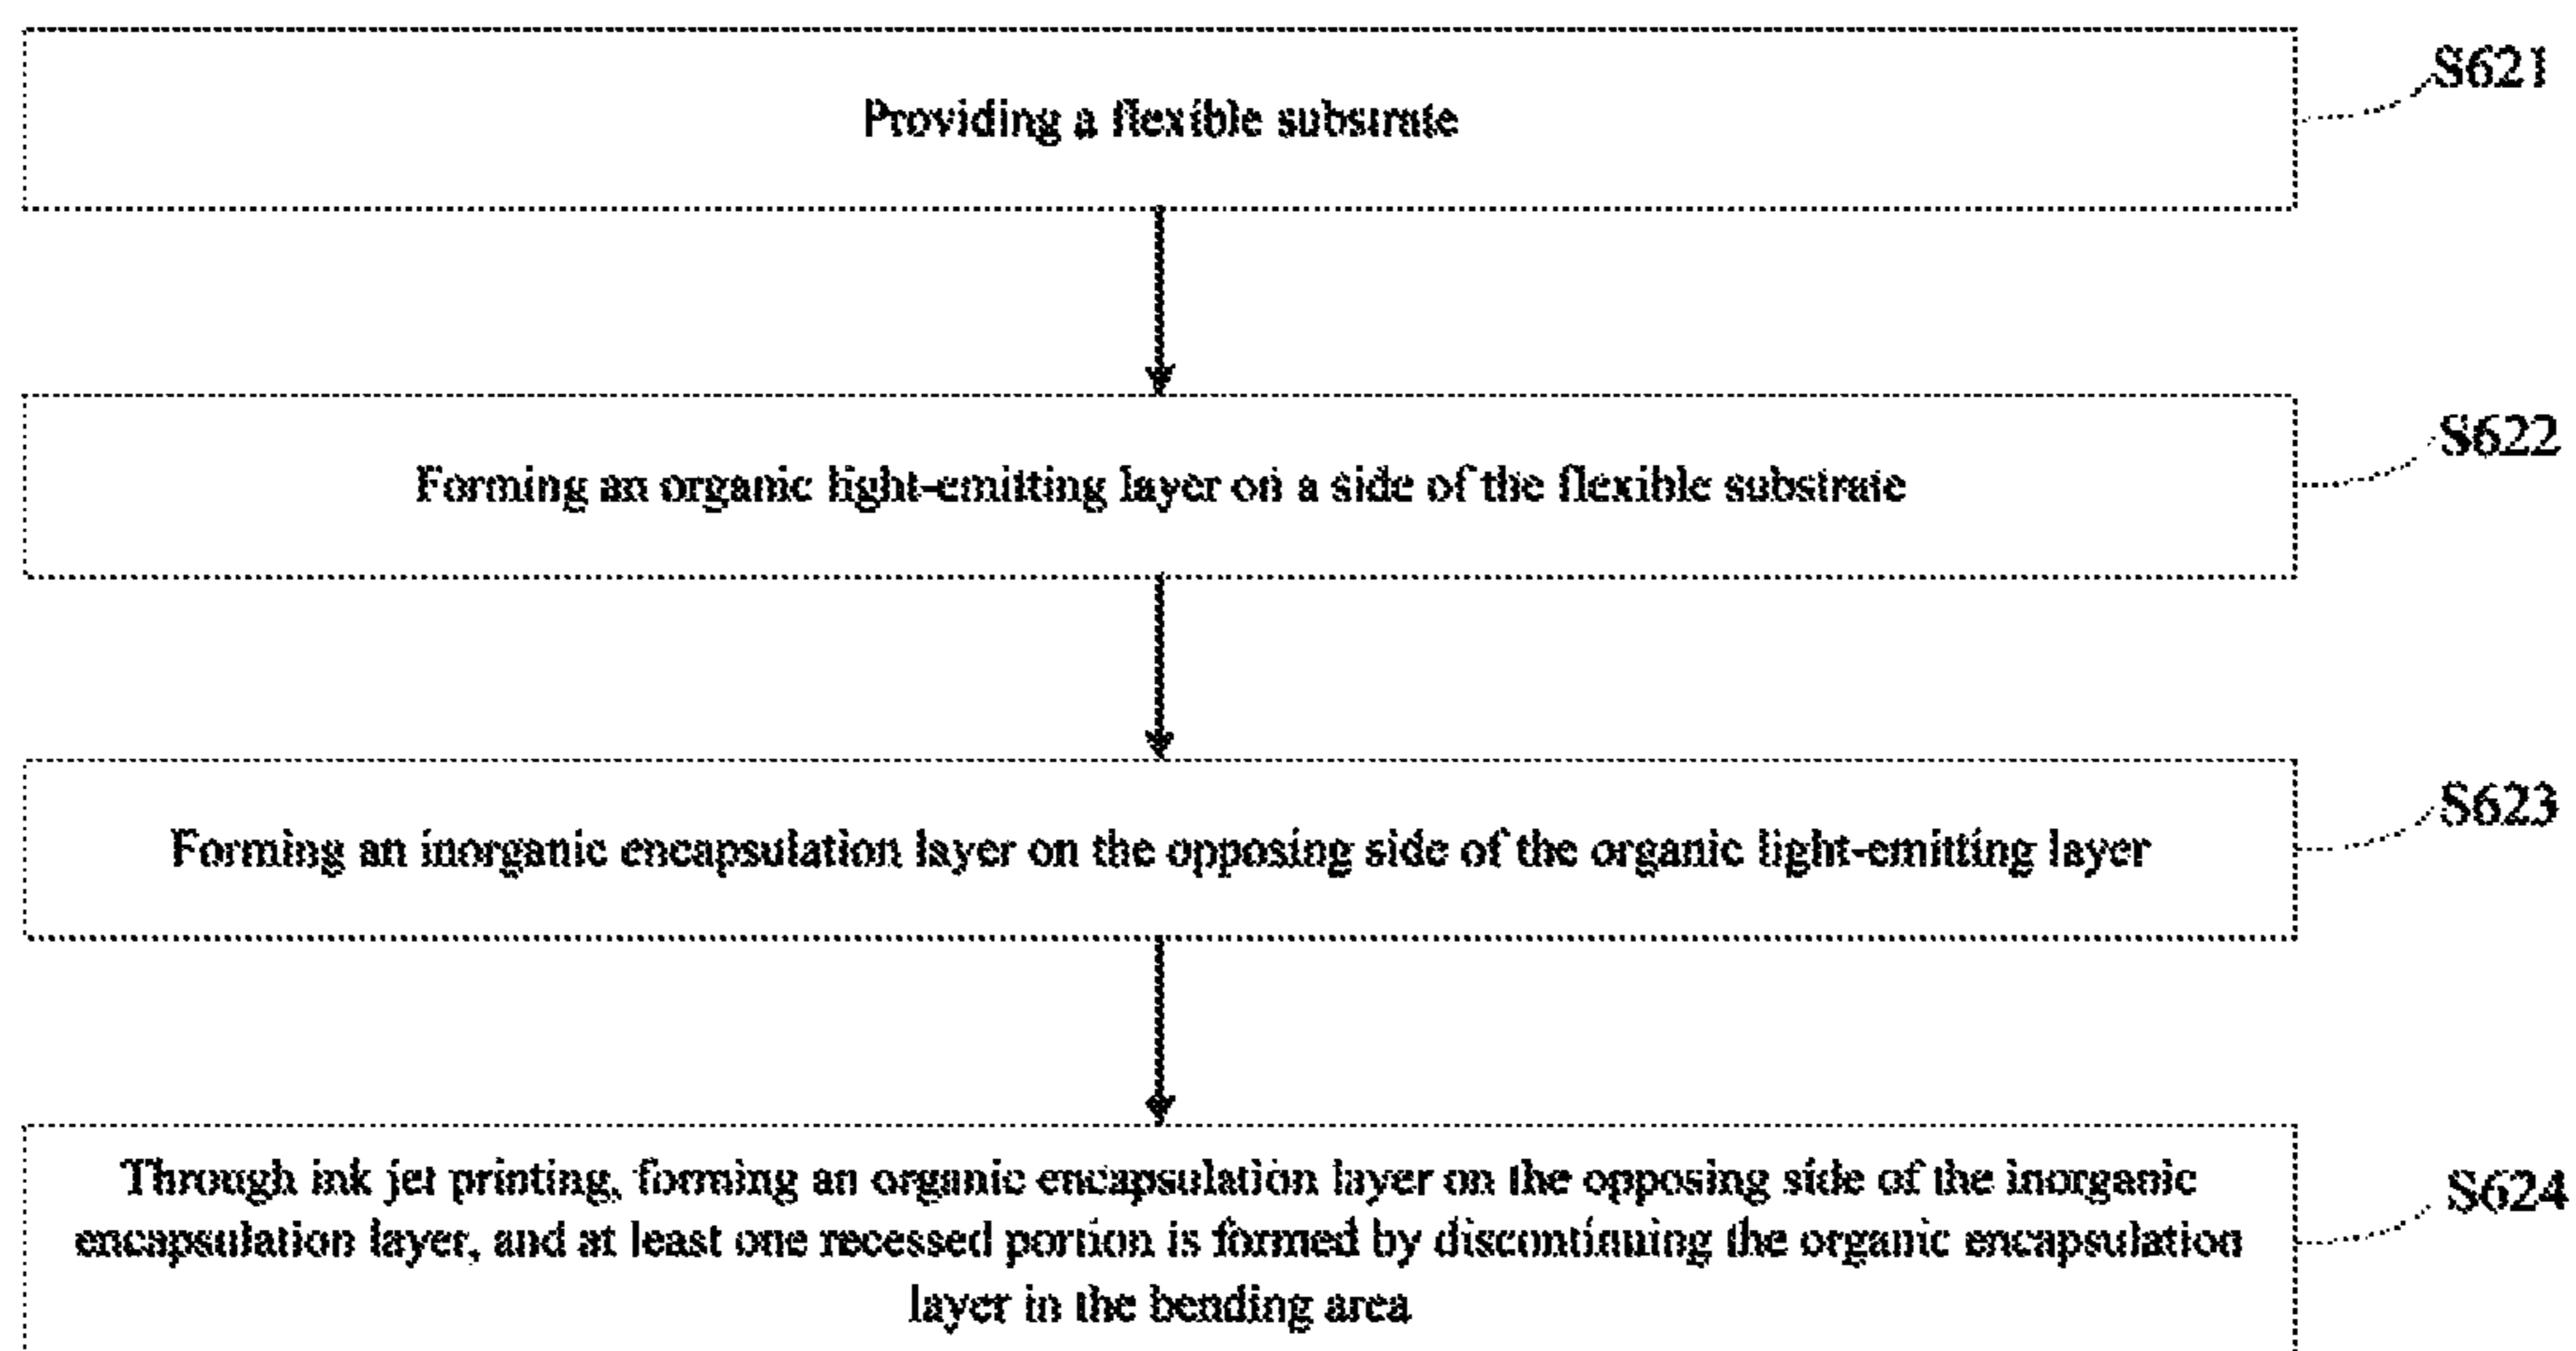 Providing a flexible substrate
S621
Forming an organic light-emitting layer on a side of the flexible substrate
S622
Forming an inorganic encapsulation layer on the opposing side of the organic light-emitting layer
S623
Through ink jet printing, forming an organic encapsulation layer on the opposing side of the inorganic
encapsulation layer, and at least one recessed portion is formed by discontinuing the organic encapsulation
layer in the bending area
S624